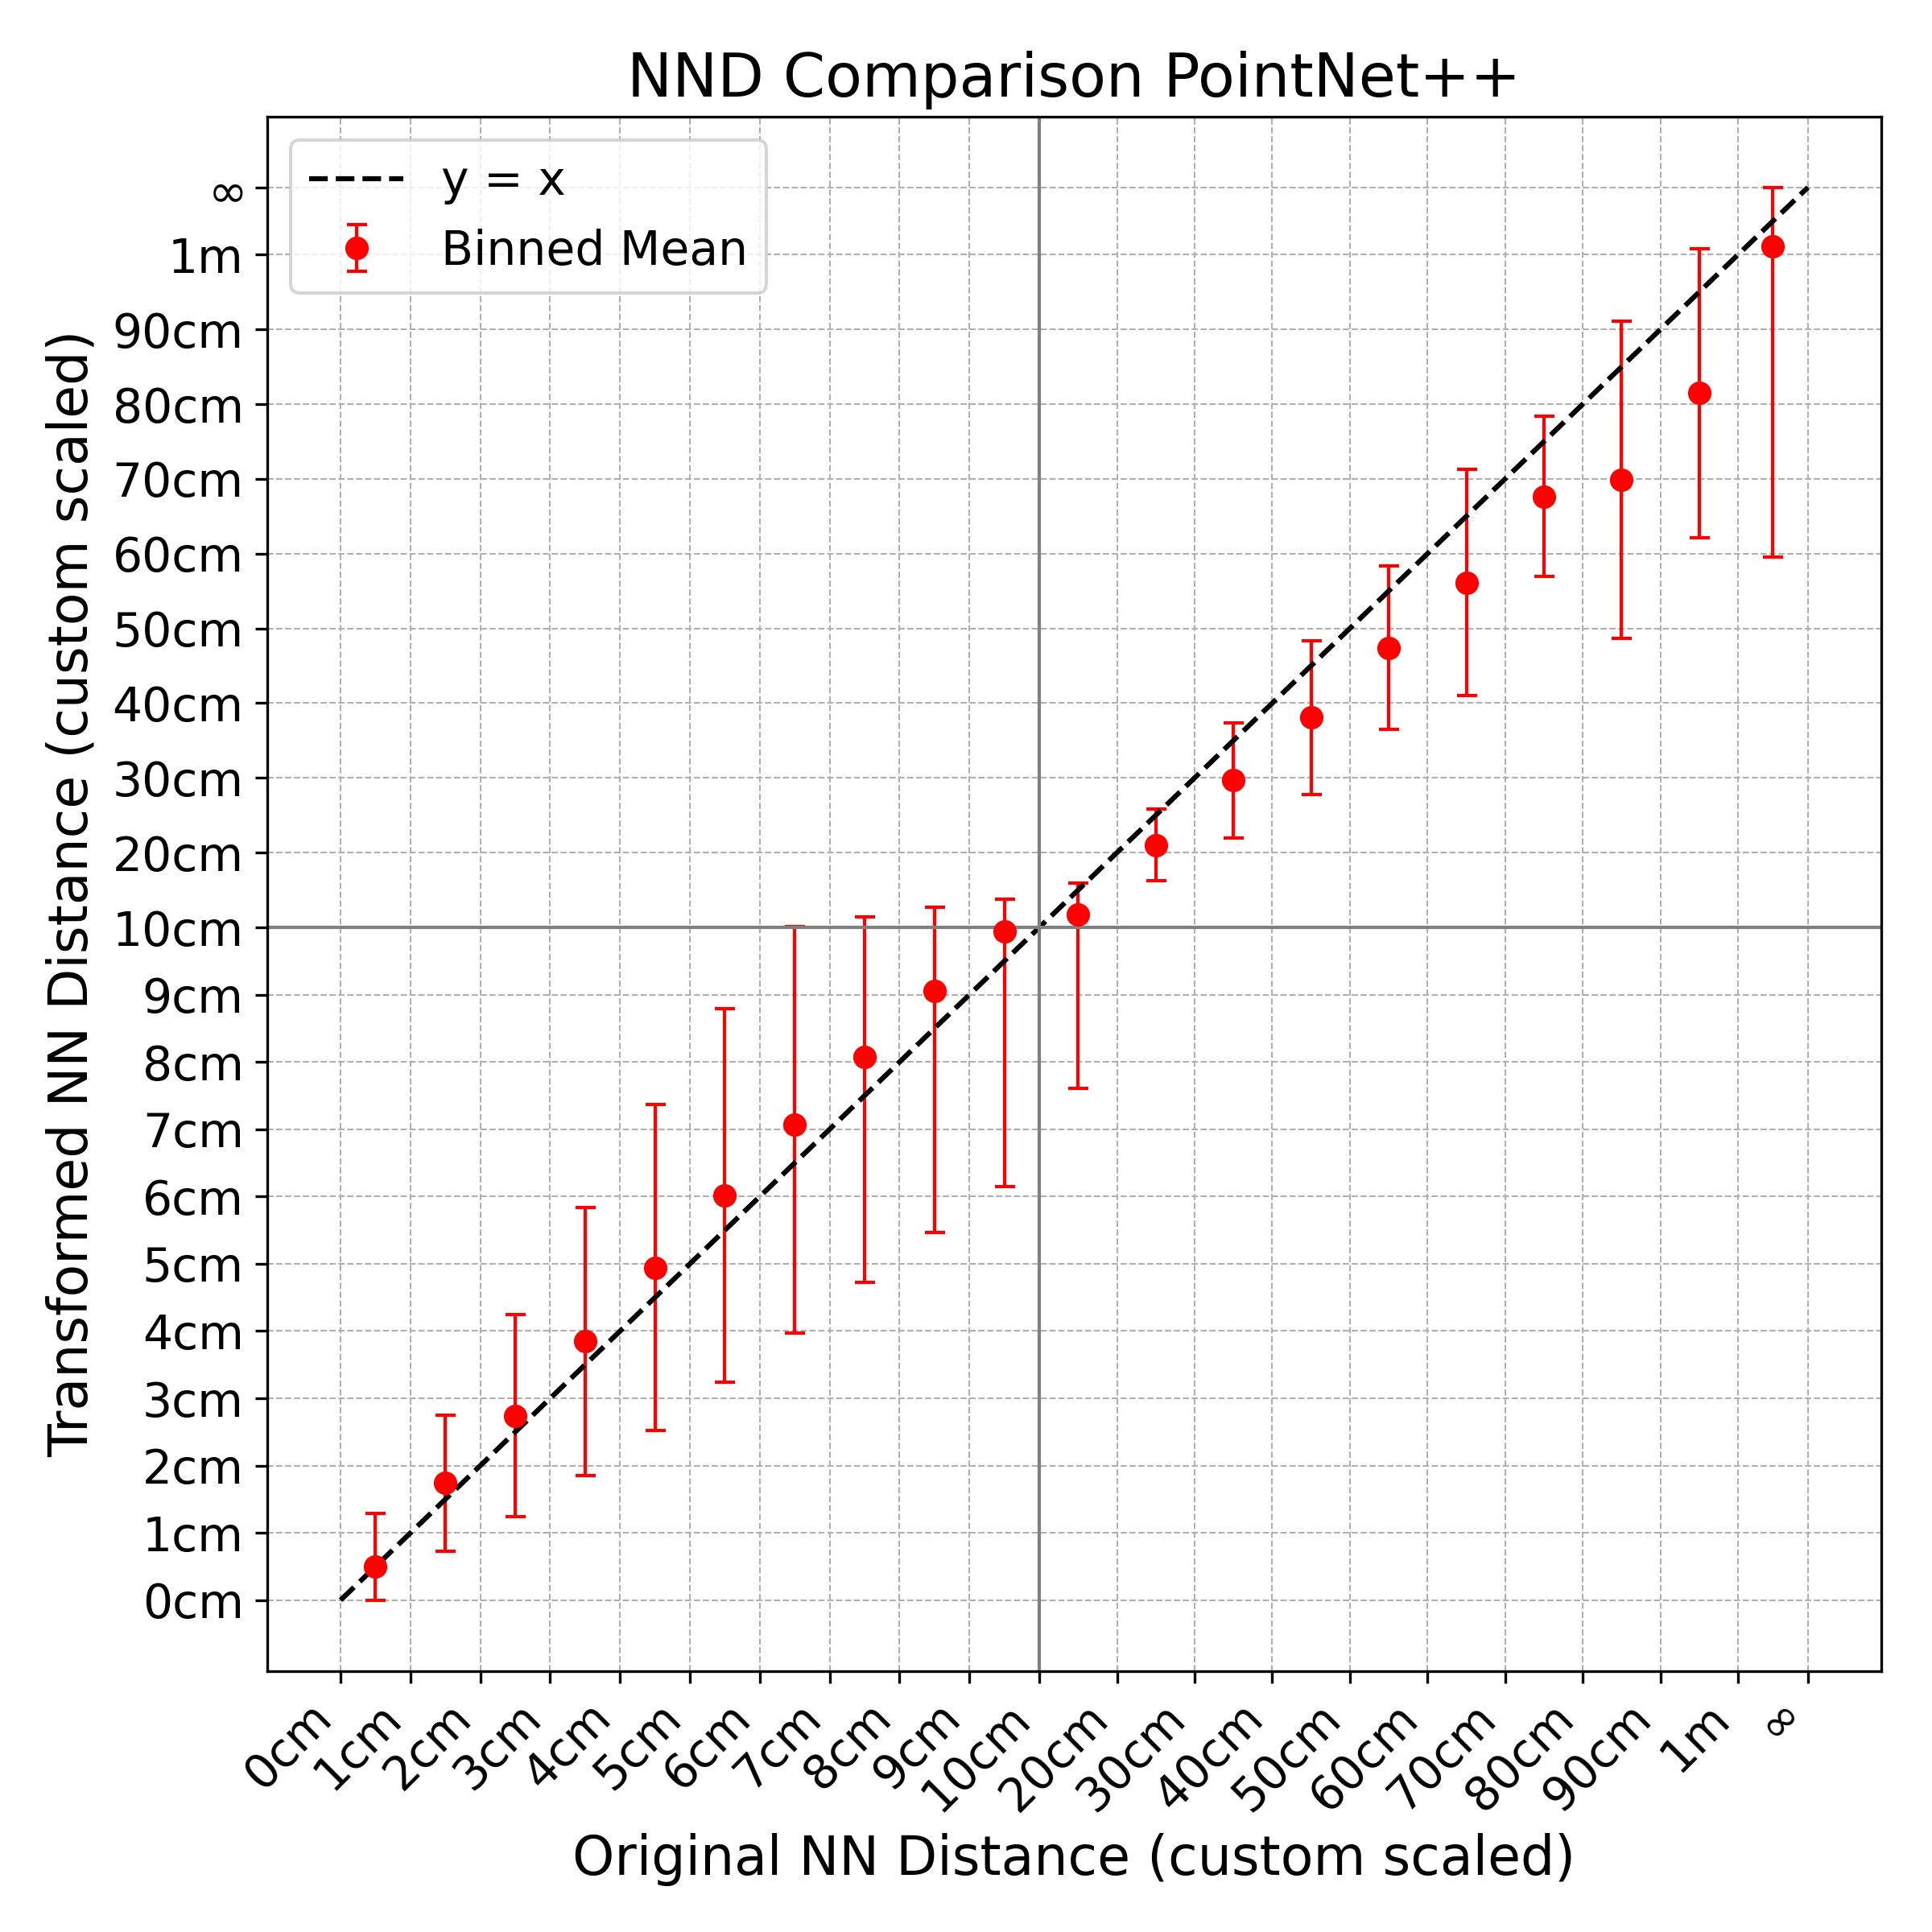 NND Comparison PointNet++
y = x
Binned Mean
Transformed NN Distance (custom scaled)
∞
1m
90cm
80cm
70cm
60cm
50cm
40cm
30cm
20cm
10cm
9cm
8cm
7cm
6cm
5cm
4cm
3cm
2cm
1cm
0cm
0cm
1cm
2cm
3cm
4cm
5cm
6cm
7cm
8cm
9cm
10cm
20cm
30cm
40cm
50cm
60cm
70cm
80cm
90cm
1m
∞
Original NN Distance (custom scaled)